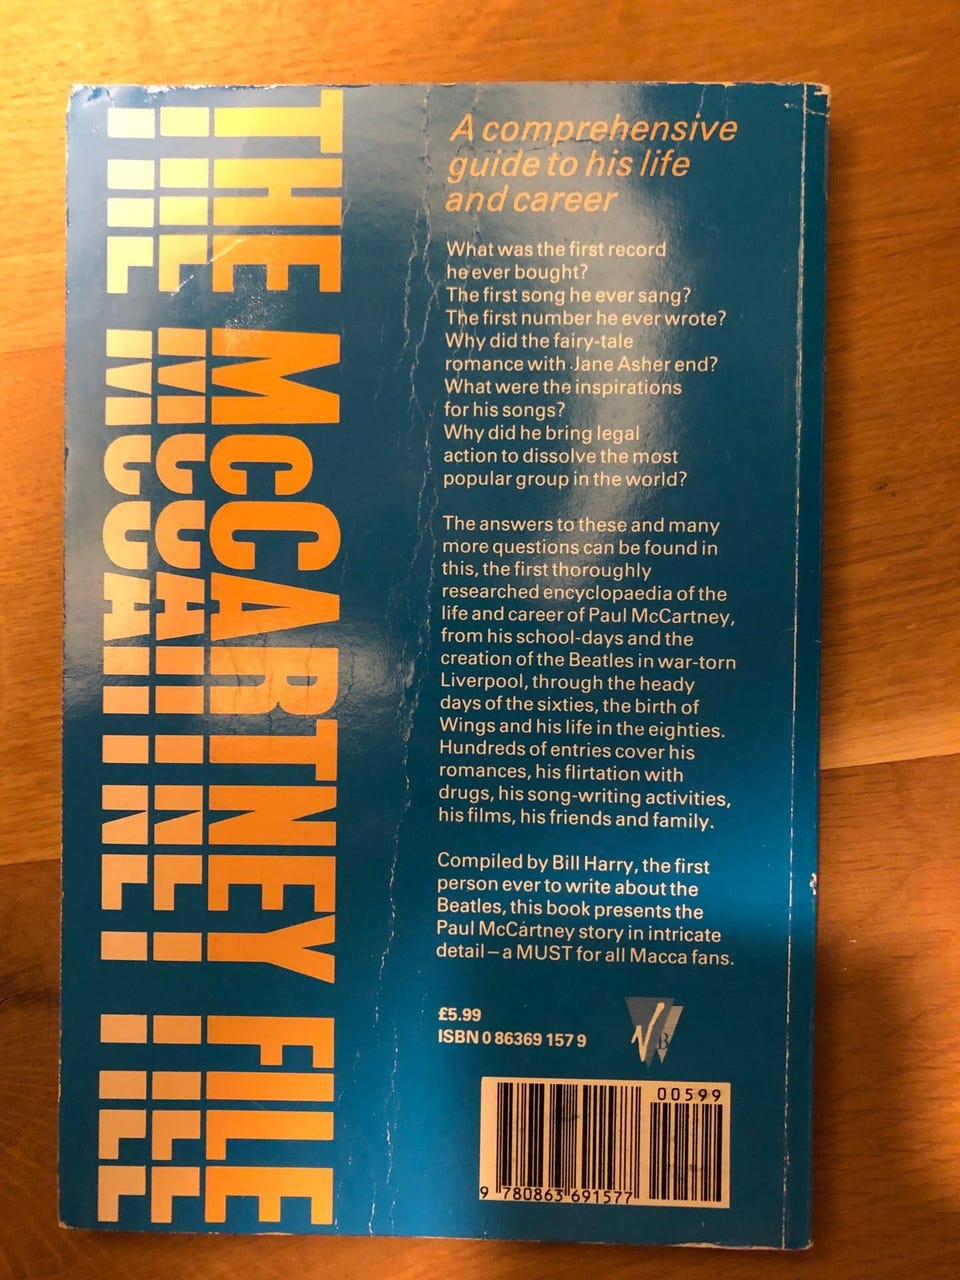 THE McCARTNEY FILE
A comprehensive
guide to his life
and career
What was the first record
he ever bought?
The first song he ever sang?
The first number he ever wrote?
Why did the fairy-tale
romance with Jane Asher end?
What were the inspirations
for his songs?
Why did he bring legal
action to dissolve the most
popular group in the world?
The answers to these and many
more questions can be found in
this, the first thoroughly
researched encyclopaedia of the
life and career of Paul McCartney,
from his school-days and the
creation of the Beatles in war-torn
Liverpool, through the heady
days of the sixties, the birth of
Wings and his life in the eighties.
Hundreds of entries cover his
romances, his flirtation with
drugs, his song-writing activities,
his films, his friends and family.
Compiled by Bill Harry, the first
person ever to write about the
Beatles, this book presents the
Paul McCartney story in intricate
detail – a MUST for all Macca fans.
£5.99
ISBN 0 86369 157 9
VB
00599
9 780863 691577